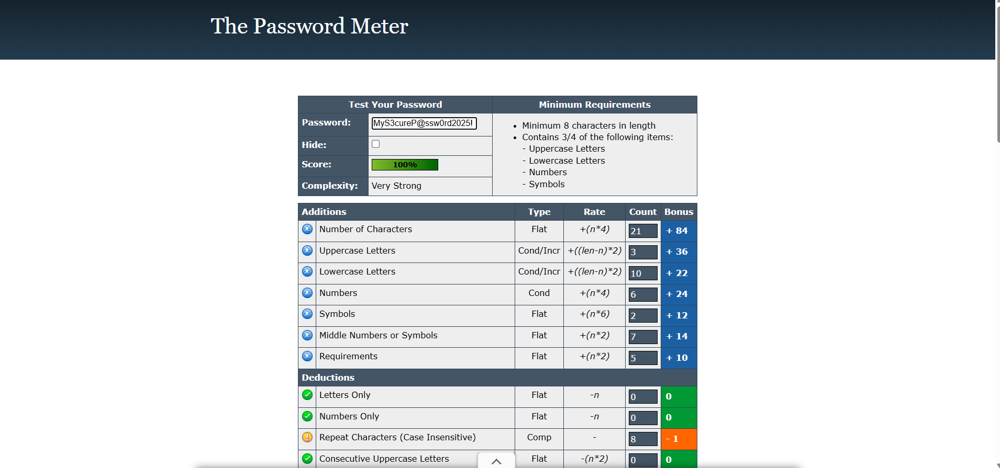 The Password Meter
Test Your Password Minimum Requirements
Password: MyS3cureP@ssw0rd2025!
Hide:
Score: 100%
Complexity: Very Strong
• Minimum 8 characters in length
• Contains 3/4 of the following items:
- Uppercase Letters
- Lowercase Letters
- Numbers
- Symbols
Additions Type Rate Count Bonus
Number of Characters Flat +(n*4) 21 + 84
Uppercase Letters Cond/Incr +((len-n)*2) 3 + 36
Lowercase Letters Cond/Incr +((len-n)*2) 10 + 22
Numbers Cond +(n*4) 6 + 24
Symbols Flat +(n*6) 2 + 12
Middle Numbers or Symbols Flat +(n*2) 7 + 14
Requirements Flat +(n*2) 5 + 10
Deductions
Letters Only Flat -n 0 0
Numbers Only Flat -n 0 0
Repeat Characters (Case Insensitive) Comp - 8 - 1
Consecutive Uppercase Letters Flat -(n*2) 0 0